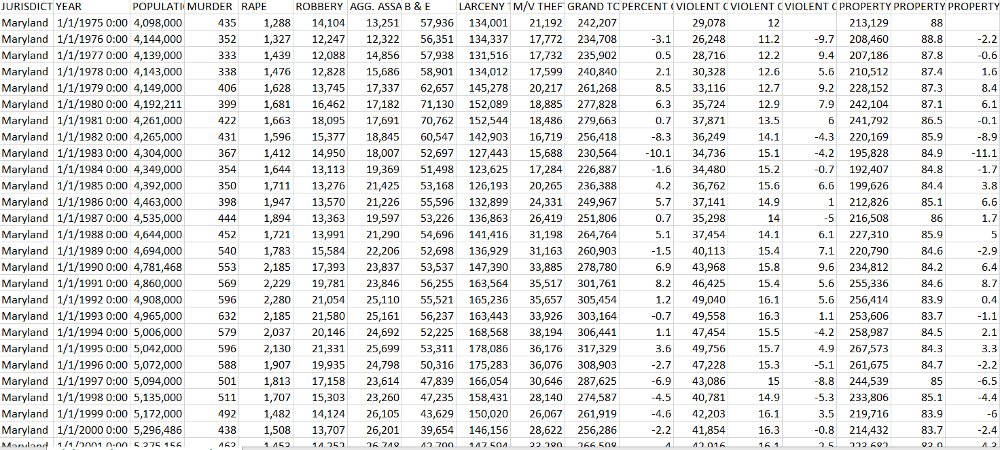 JURISDICT YEAR POPULATI MURDER RAPE ROBBERY AGG. ASSA B & E LARCENY T M/V THEF GRAND TO PERCENT C VIOLENT C VIOLENT C VIOLENT C PROPERTY PROPERTY PROPERTY
Maryland 1/1/1975 0:00 4,098,000 435 1,288 14,104 13,251 57,936 134,001 21,192 242,207 29,078 12 213,129 88
Maryland 1/1/1976 0:00 4,144,000 352 1,327 12,247 12,322 56,351 134,337 17,772 234,708 -3.1 26,248 11.2 -9.7 208,460 88.8 -2.2
Maryland 1/1/1977 0:00 4,139,000 333 1,439 12,088 14,856 57,938 131,516 17,732 235,902 0.5 28,716 12.2 9.4 207,186 87.8 -0.6
Maryland 1/1/1978 0:00 4,143,000 338 1,476 12,828 15,686 58,901 134,012 17,599 240,840 2.1 30,328 12.6 5.6 210,512 87.4 1.6
Maryland 1/1/1979 0:00 4,149,000 406 1,628 13,745 17,337 62,657 145,278 20,217 261,268 8.5 33,116 12.7 9.2 228,152 87.3 8.4
Maryland 1/1/1980 0:00 4,192,211 399 1,681 16,462 17,182 71,130 152,089 18,885 277,828 6.3 35,724 12.9 7.9 242,104 87.1 6.1
Maryland 1/1/1981 0:00 4,261,000 422 1,663 18,095 17,691 70,762 152,544 18,486 279,663 0.7 37,871 13.5 6 241,792 86.5 -0.1
Maryland 1/1/1982 0:00 4,265,000 431 1,596 15,377 18,845 60,547 142,903 16,719 256,418 -8.3 36,249 14.1 -4.3 220,169 85.9 -8.9
Maryland 1/1/1983 0:00 4,304,000 367 1,412 14,950 18,007 52,697 127,443 15,688 230,564 -10.1 34,736 15.1 -4.2 195,828 84.9 -11.1
Maryland 1/1/1984 0:00 4,349,000 354 1,644 13,113 19,369 51,498 123,625 17,284 226,887 -1.6 34,480 15.2 -0.7 192,407 84.8 -1.7
Maryland 1/1/1985 0:00 4,392,000 350 1,711 13,276 21,425 53,168 126,193 20,265 236,388 4.2 36,762 15.6 6.6 199,626 84.4 3.8
Maryland 1/1/1986 0:00 4,463,000 398 1,947 13,570 21,226 55,596 132,899 24,331 249,967 5.7 37,141 14.9 1 212,826 85.1 6.6
Maryland 1/1/1987 0:00 4,535,000 444 1,894 13,363 19,597 53,226 136,863 26,419 251,806 0.7 35,298 14 -5 216,508 86 1.7
Maryland 1/1/1988 0:00 4,644,000 452 1,721 13,991 21,290 54,696 141,416 31,198 264,764 5.1 37,454 14.1 6.1 227,310 85.9 5
Maryland 1/1/1989 0:00 4,694,000 540 1,783 15,584 22,206 52,698 136,929 31,163 260,903 -1.5 40,113 15.4 7.1 220,790 84.6 -2.9
Maryland 1/1/1990 0:00 4,781,468 553 2,185 17,393 23,837 53,537 147,390 33,885 278,780 6.9 43,968 15.8 9.6 234,812 84.2 6.4
Maryland 1/1/1991 0:00 4,860,000 569 2,229 19,781 23,846 56,255 163,564 35,517 301,761 8.2 46,425 15.4 5.6 255,336 84.6 8.7
Maryland 1/1/1992 0:00 4,908,000 596 2,280 21,054 25,110 55,521 165,236 35,657 305,454 1.2 49,040 16.1 5.6 256,414 83.9 0.4
Maryland 1/1/1993 0:00 4,965,000 632 2,185 21,580 25,161 56,237 163,443 33,926 303,164 -0.7 49,558 16.3 1.1 253,606 83.7 -1.1
Maryland 1/1/1994 0:00 5,006,000 579 2,037 20,146 24,692 52,225 168,568 38,194 306,441 1.1 47,454 15.5 -4.2 258,987 84.5 2.1
Maryland 1/1/1995 0:00 5,042,000 596 2,130 21,331 25,699 53,311 178,086 36,176 317,329 3.6 49,756 15.7 4.9 267,573 84.3 3.3
Maryland 1/1/1996 0:00 5,072,000 588 1,907 19,935 24,798 50,316 175,283 36,076 308,903 -2.7 47,228 15.3 -5.1 261,675 84.7 -2.2
Maryland 1/1/1997 0:00 5,094,000 501 1,813 17,158 23,614 47,839 166,054 30,646 287,625 -6.9 43,086 15 -8.8 244,539 85 -6.5
Maryland 1/1/1998 0:00 5,135,000 511 1,707 15,303 23,260 47,235 158,431 28,140 274,587 -4.5 40,781 14.9 -5.3 233,806 85.1 -4.4
Maryland 1/1/1999 0:00 5,172,000 492 1,482 14,124 26,105 43,629 150,020 26,067 261,919 -4.6 42,203 16.1 3.5 219,716 83.9 -6
Maryland 1/1/2000 0:00 5,296,486 438 1,508 13,707 26,201 39,654 146,156 28,622 256,286 -2.2 41,854 16.3 -0.8 214,432 83.7 -2.4
Maryland 1/1/2001 0:00 5,375,156 463 1,453 14,252 26,748 42,799 147,594 33,289 266,598 4 42,916 16.1 2.5 223,682 83.9 4.3